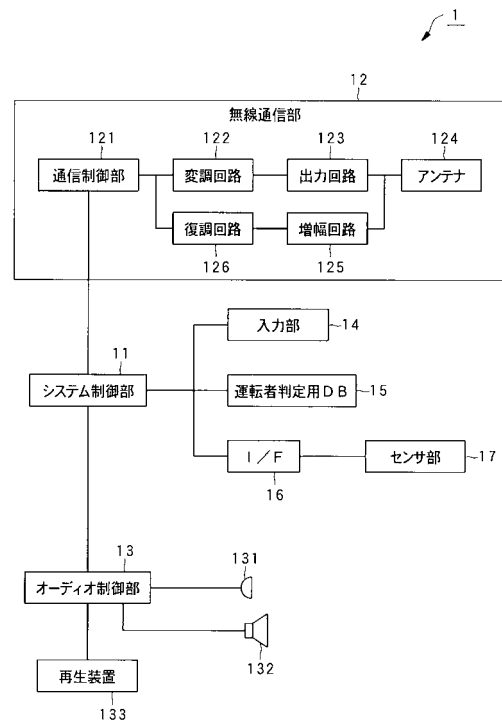 1
12
無線通信部
121
122
123
124
通信制御部
変調回路
出力回路
アンテナ
復調回路
増幅回路
126
125
入力部
14
11
システム制御部
運転者判定用DB
15
I/F
センサ部
17
16
13
131
オーディオ制御部
132
再生装置
133